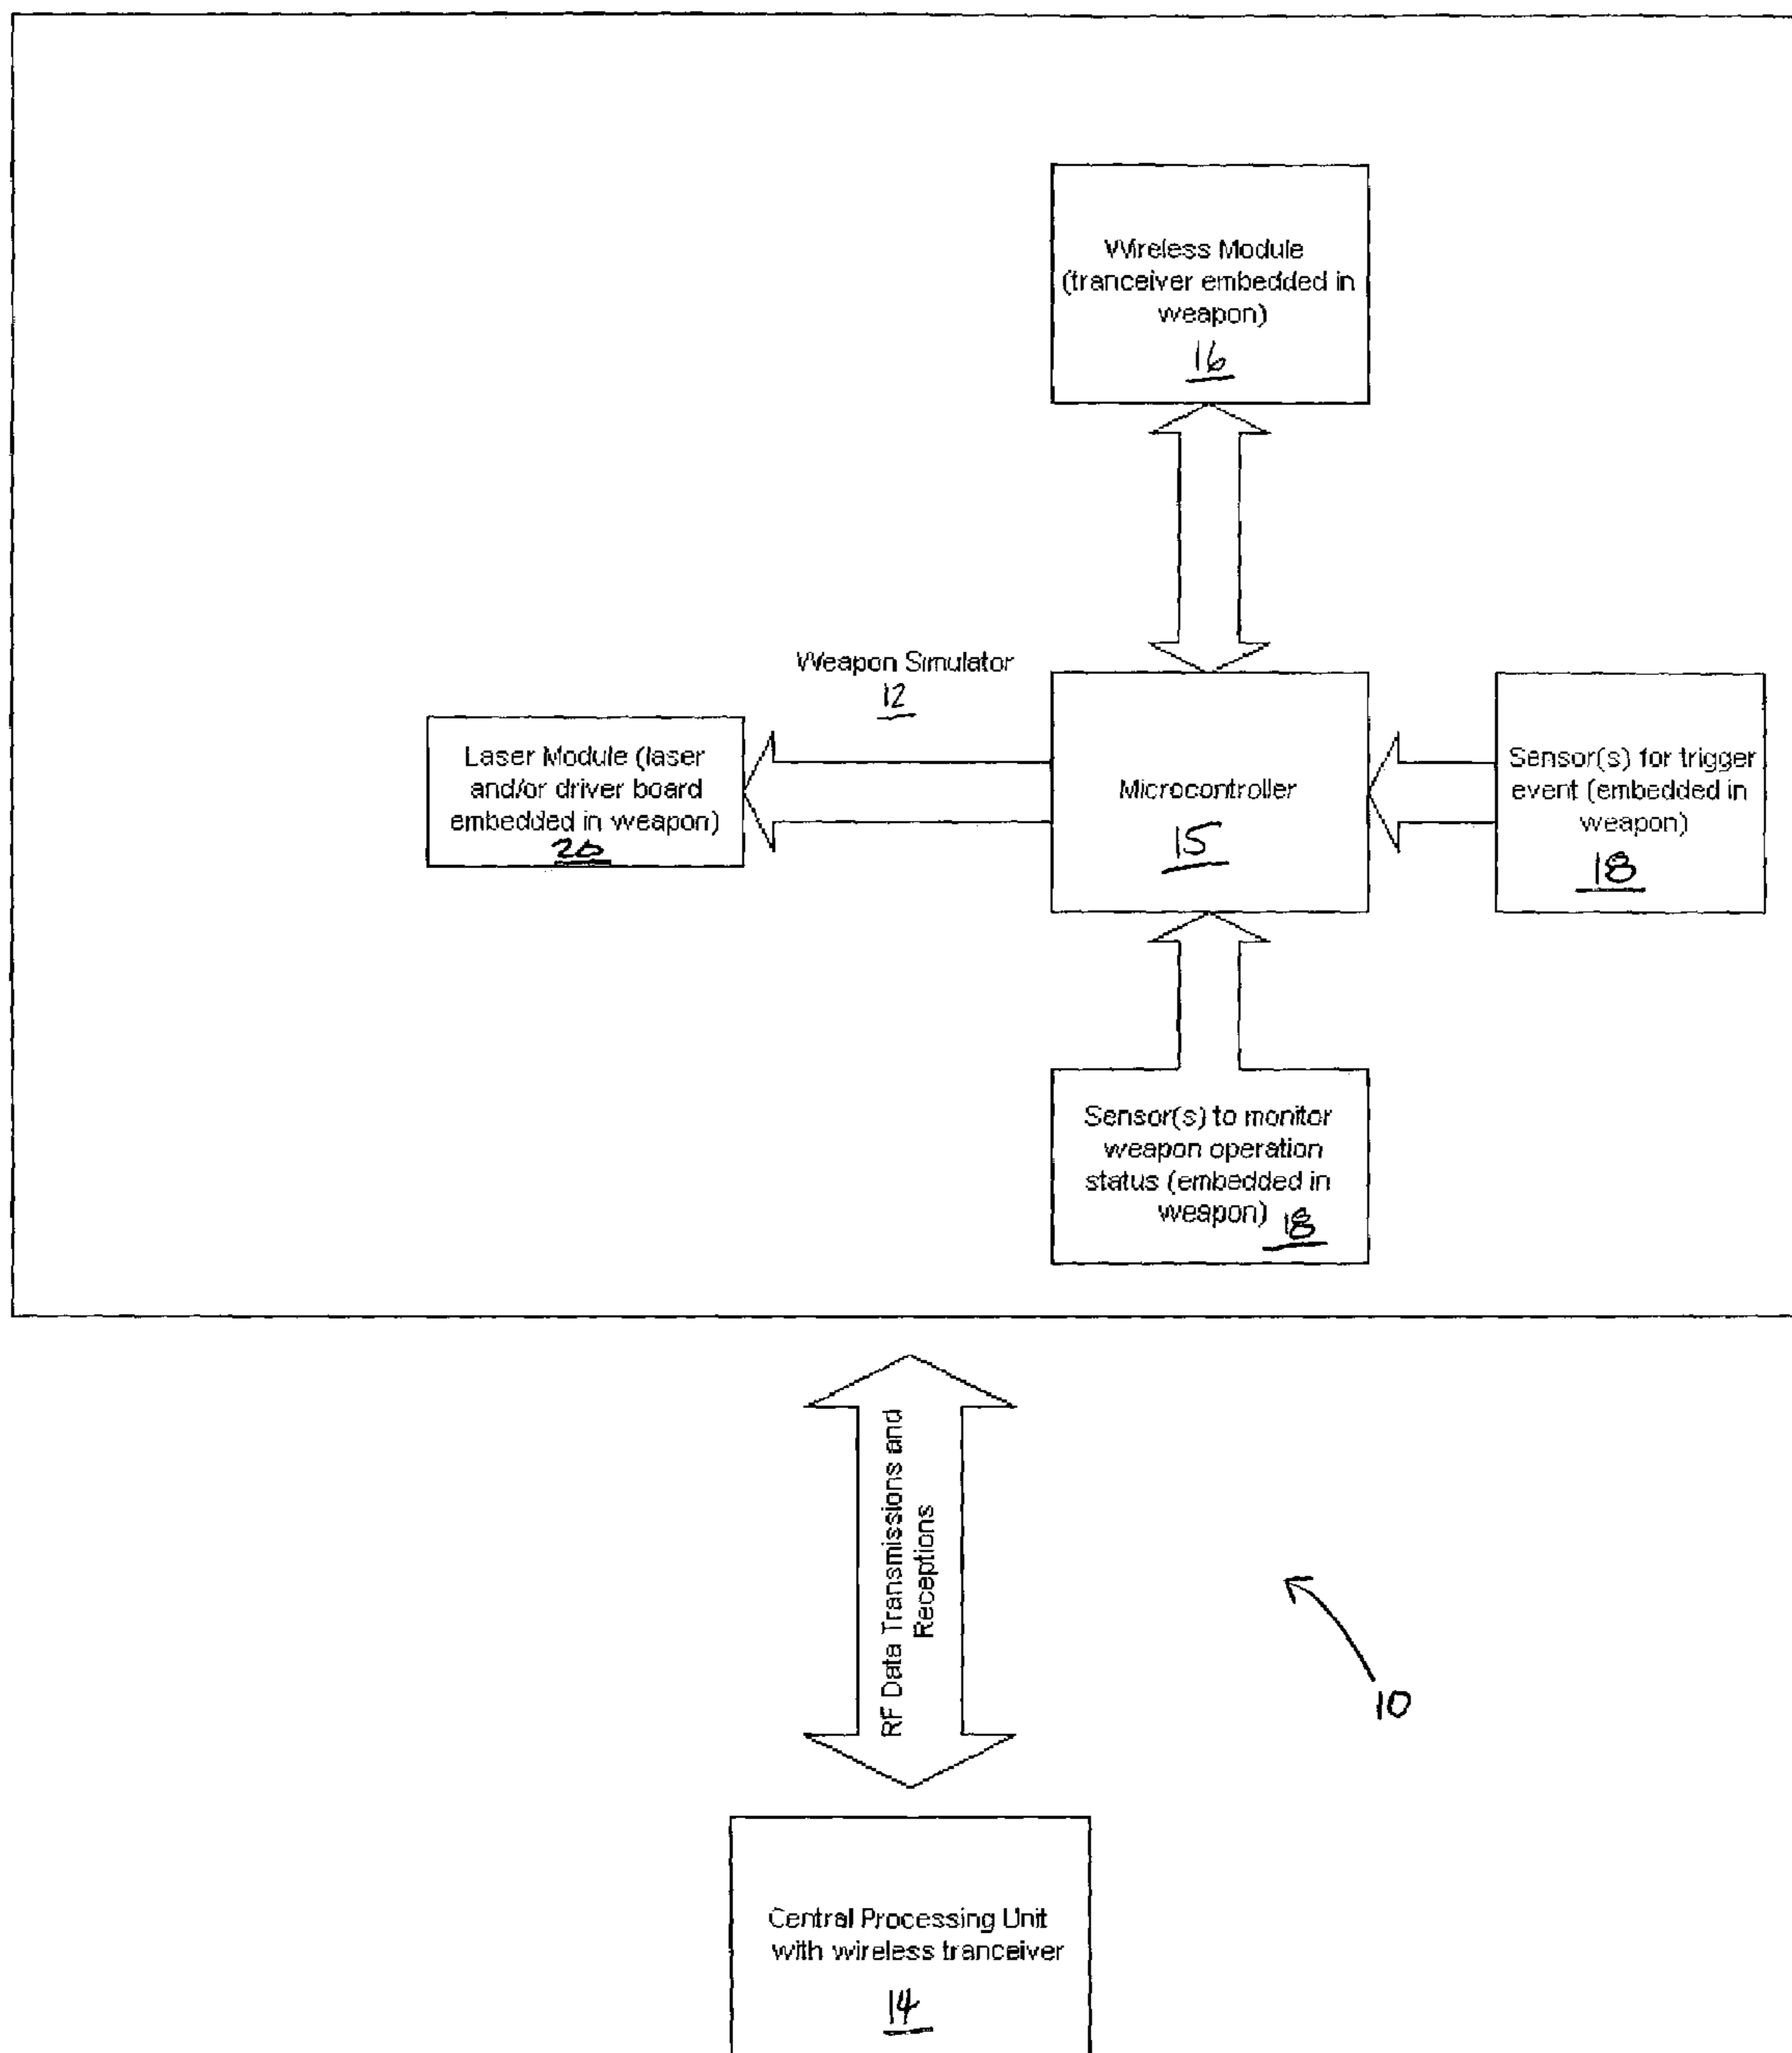 Wireless Module
(tranceiver embedded in
weapon)
16
Weapon Simulator
12
Laser Module (laser
and/or driver board
embedded in weapon)
20
Microcontroller
15
Sensor(s) for trigger
event (embedded in
weapon)
18
Sensor(s) to monitor
weapon operation
status (embedded in
weapon) 18
RF Data Transmissions and
Receptions
10
Central Processing Unit
with wireless tranceiver
14